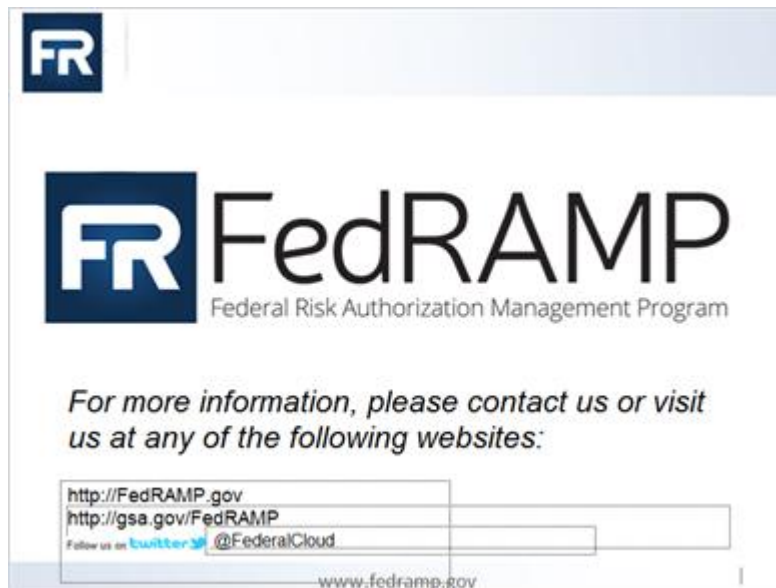 FR
FR FedRAMP
Federal Risk Authorization Management Program
For more information, please contact us or visit
us at any of the following websites:
http://FedRAMP.gov
http://gsa.gov/FedRAMP
Follow us on twitter @FederalCloud
www.fedramp.gov